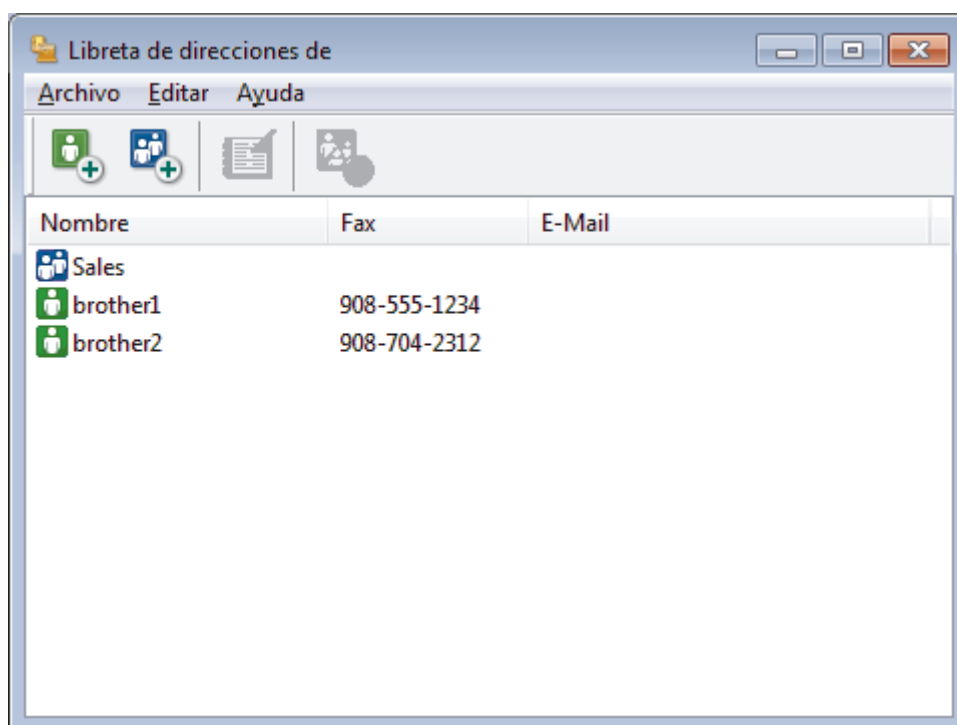 Libreta de direcciones de
Archivo Editar Ayuda
Nombre Fax E-Mail
Sales
brother1 908-555-1234
brother2 908-704-2312